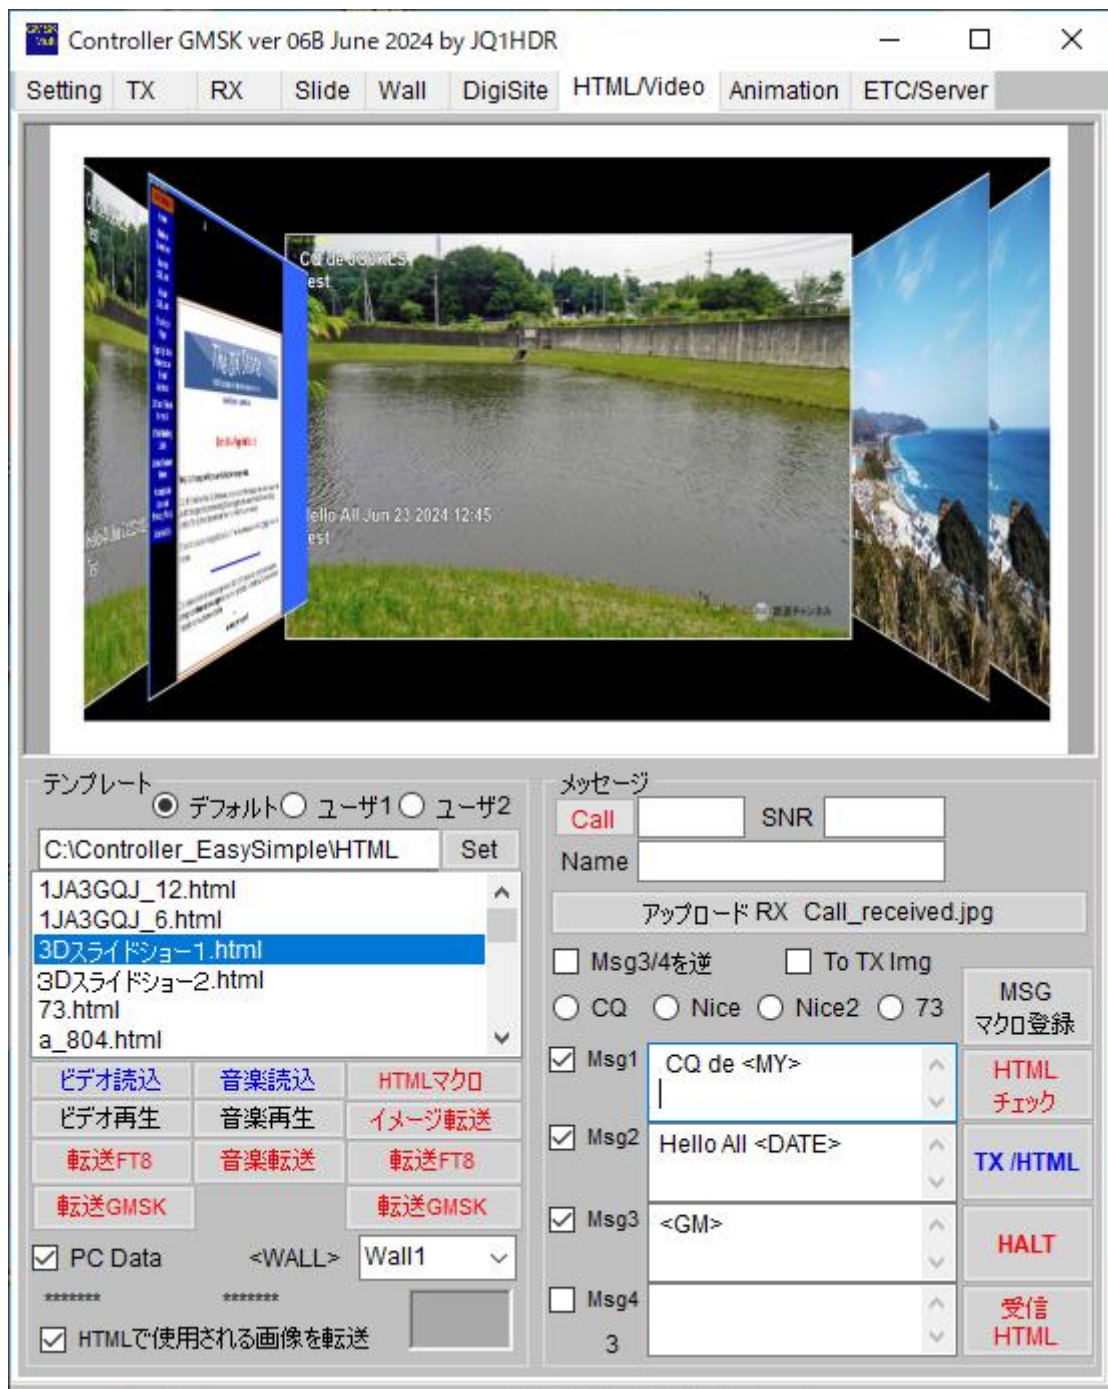 Controller GMSK ver 06B June 2024 by JQ1HDR
Setting TX RX Slide Wall DigiSite HTML/Video Animation ETC/Server
CQ de
est
Hello All Jun 23 2024 12:45
est
鉄道チャンネル
テンプレート
デフォルト ユーザ1 ユーザ2
C:\Controller_EasySimple\HTML Set
1JA3GQJ_12.html
1JA3GQJ_6.html
3Dスライドショー1.html
3Dスライドショー2.html
73.html
a_804.html
ビデオ読込 音楽読込 HTMLマクロ
ビデオ再生 音楽再生 イメージ転送
転送FT8 音楽転送 転送FT8
転送GMSK 転送GMSK
PC Data <WALL> Wall1
******* *******
HTMLで使用される画像を転送
メッセージ
Call SNR
Name
アップロード RX Call_received.jpg
Msg3/4を逆 To TX Img
CQ Nice Nice2 73
MSG
マクロ登録
Msg1 CQ de <MY>
HTML
チェック
Msg2 Hello All <DATE>
TX /HTML
Msg3 <GM>
HALT
Msg4
3
受信
HTML